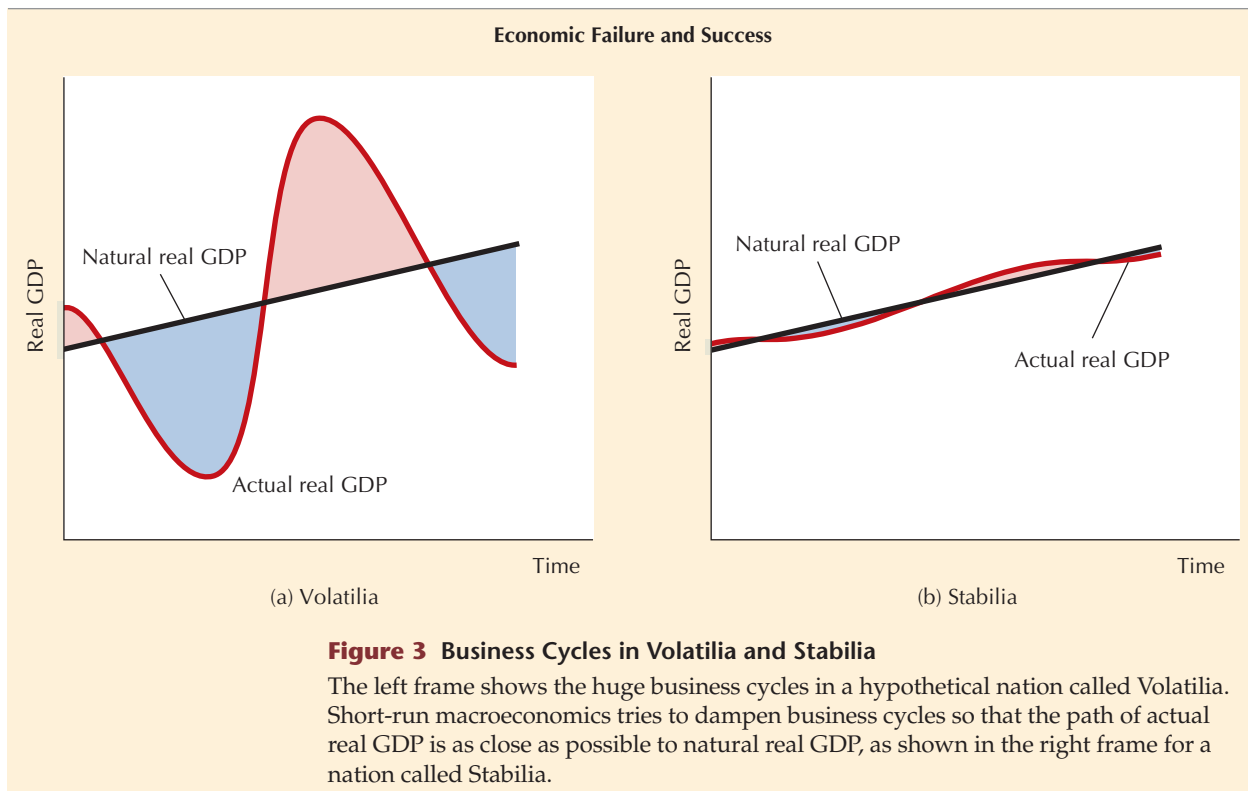 Economic Failure and Success
Real GDP
Natural real GDP
Actual real GDP
Time
(a) Volatilia
Real GDP
Natural real GDP
Actual real GDP
Time
(b) Stabilia
Figure 3 Business Cycles in Volatilia and Stabilia
The left frame shows the huge business cycles in a hypothetical nation called Volatilia.
Short-run macroeconomics tries to dampen business cycles so that the path of actual
real GDP is as close as possible to natural real GDP, as shown in the right frame for a
nation called Stabilia.